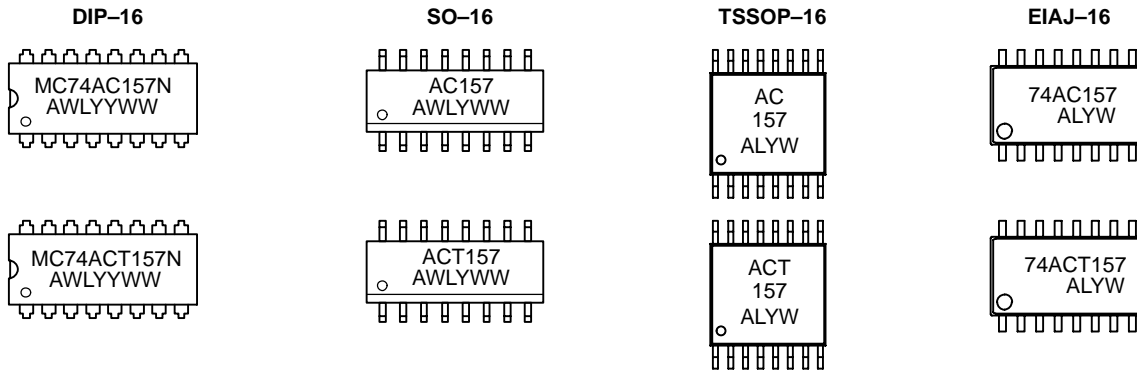 DIP–16
SO–16
TSSOP–16
EIAJ–16
MC74AC157N
AWLYYWW
AC157
AWLYWW
AC
157
ALYW
74AC157
ALYW
MC74ACT157N
AWLYYWW
ACT157
AWLYWW
ACT
157
ALYW
74ACT157
ALYW